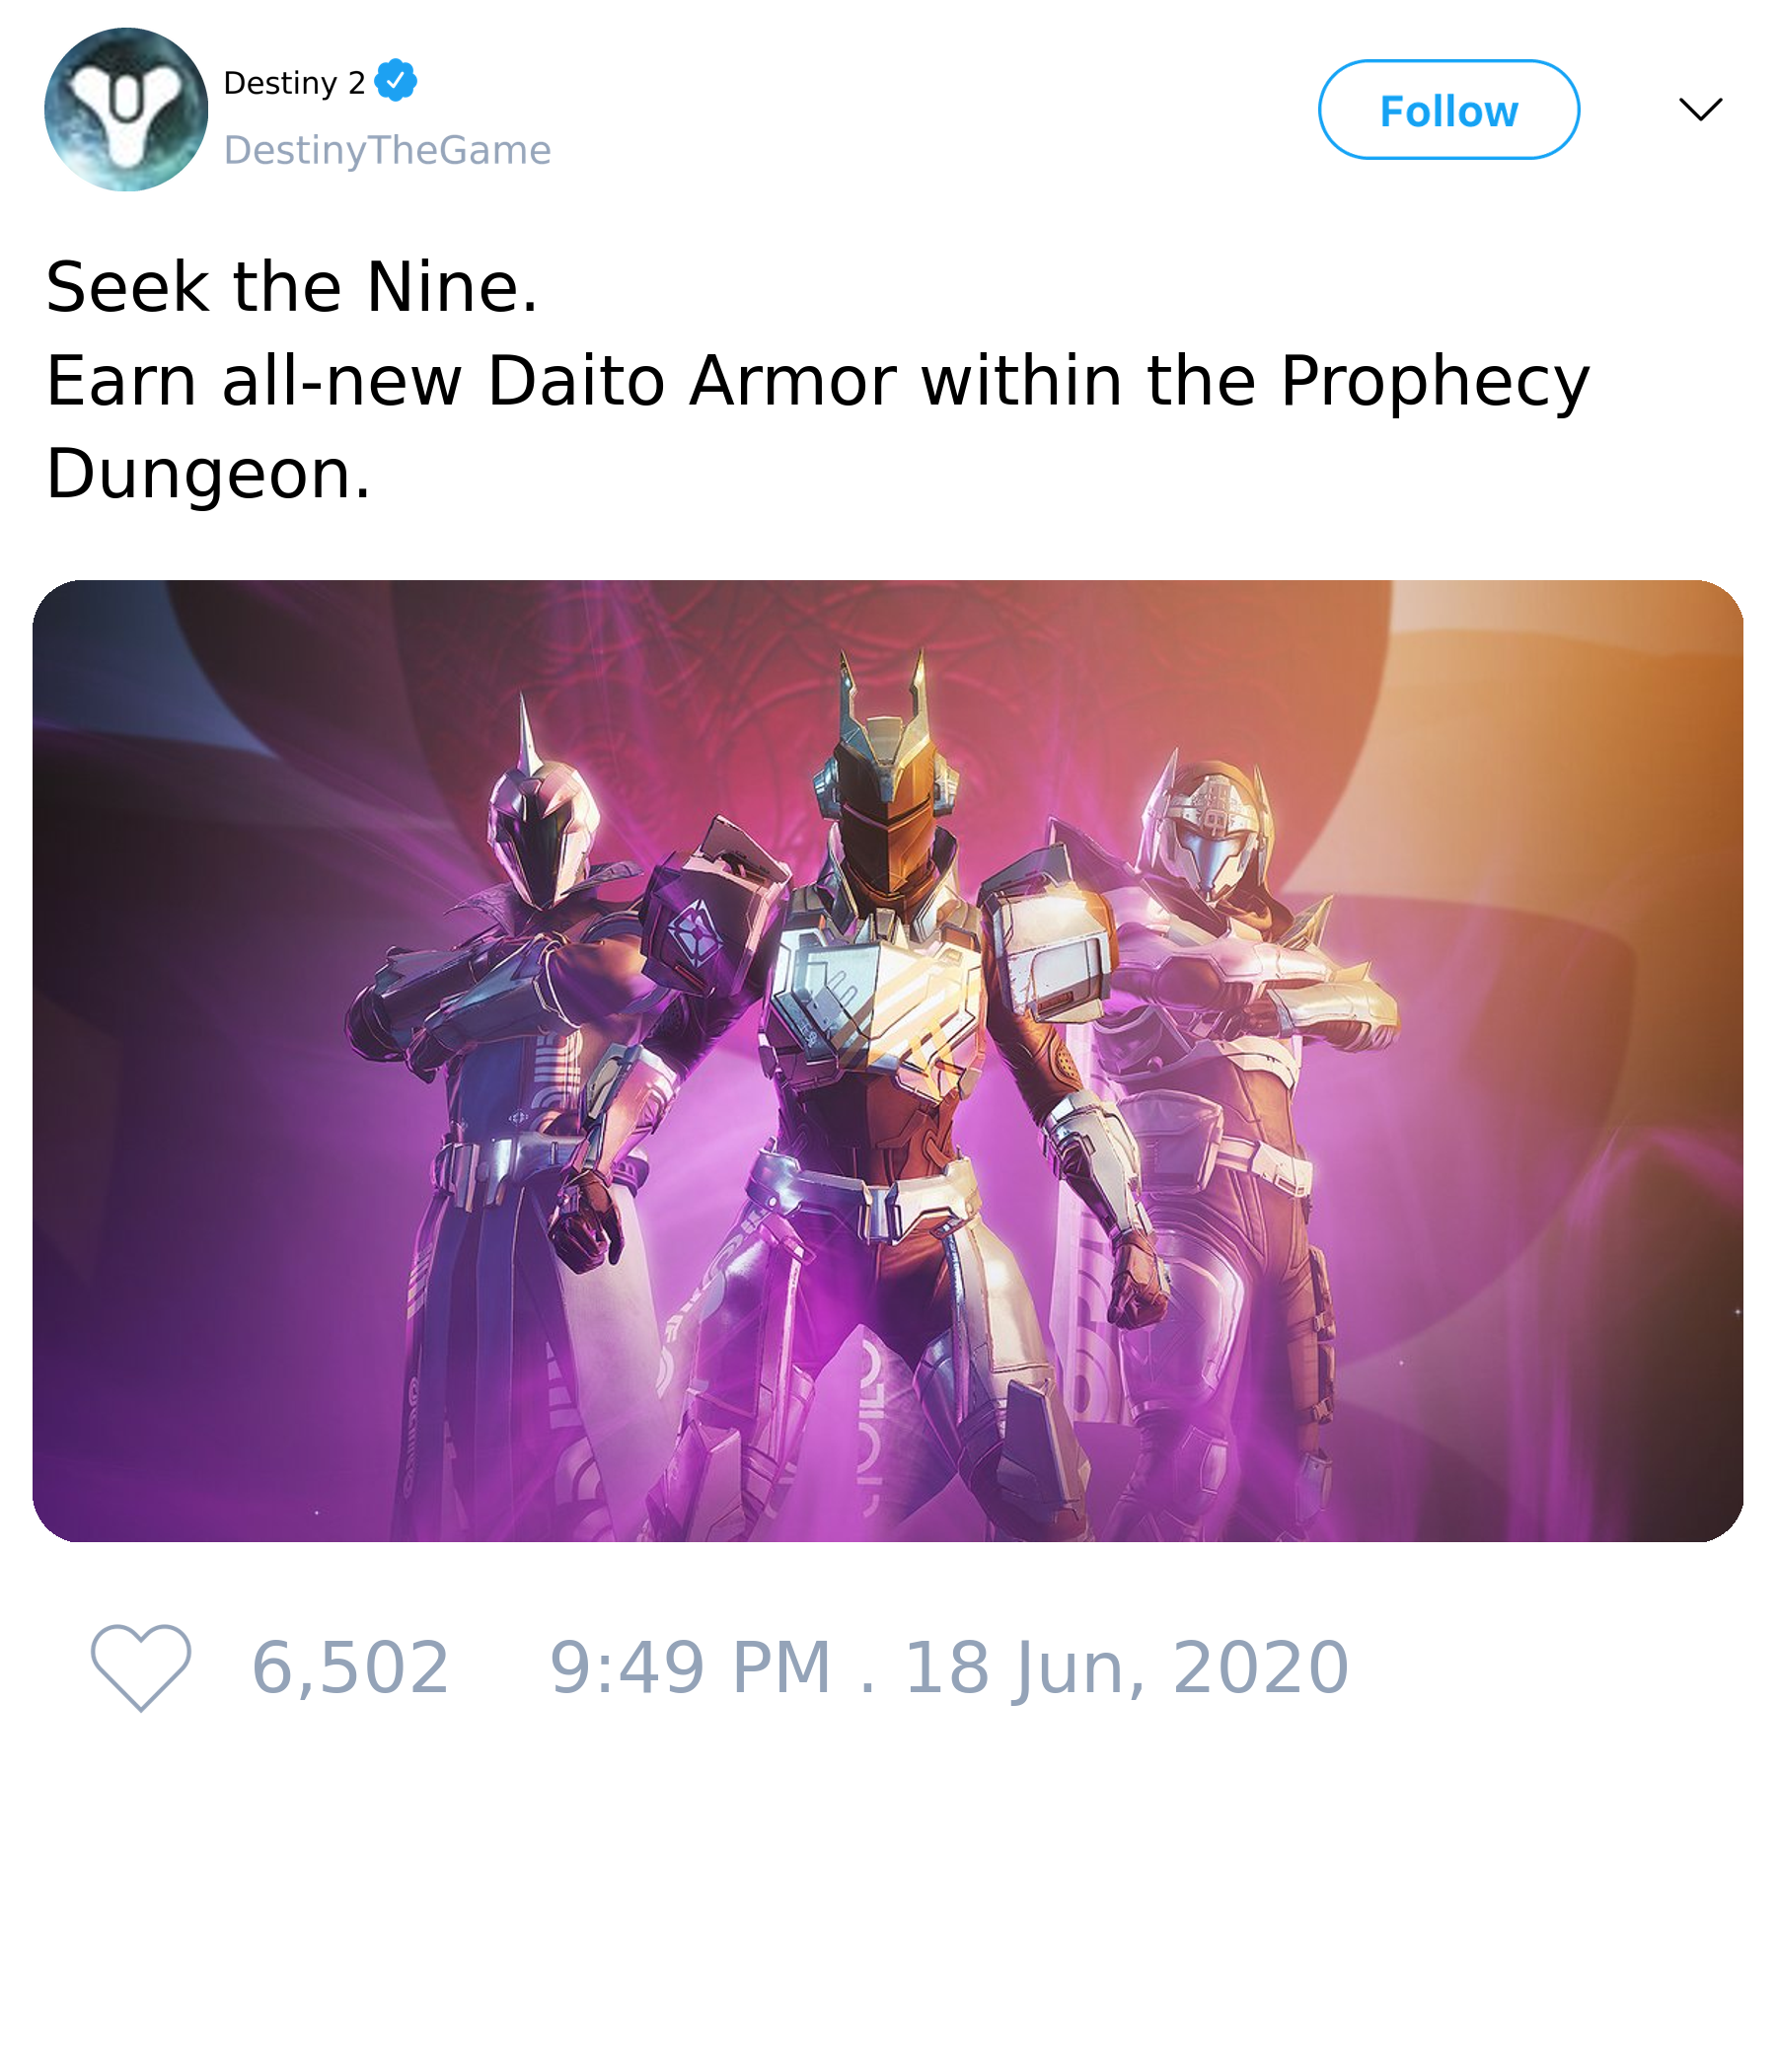 Destiny 2
DestinyTheGame
Follow
Seek the Nine.
Earn all-new Daito Armor within the Prophecy
Dungeon.
6,502 9:49 PM . 18 Jun, 2020